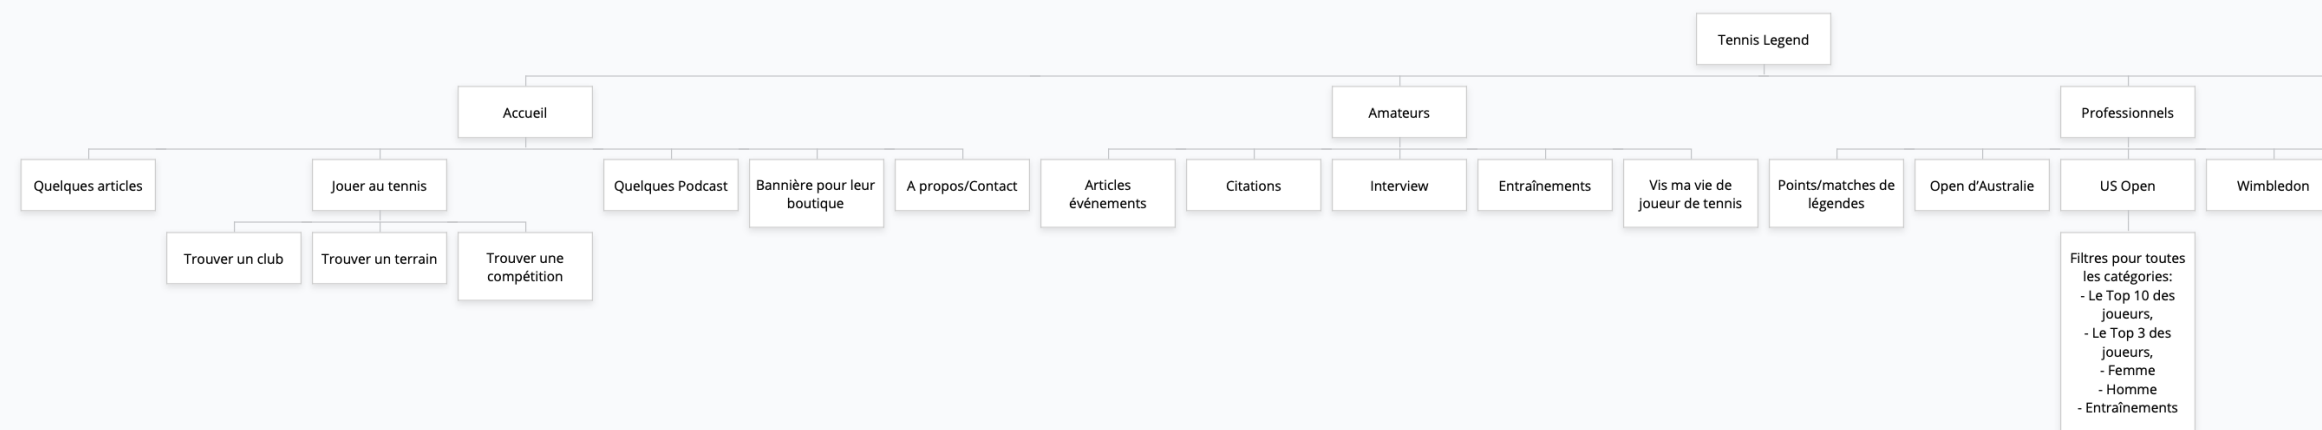 Tennis Legend
Accueil
Amateurs
Professionnels
Quelques articles
Jouer au tennis
Quelques Podcast
Bannière pour leur
boutique
A propos/Contact
Articles
événements
Citations
Interview
Entraînements
Vis ma vie de
joueur de tennis
Points/matches de
légendes
Open d’Australie
US Open
Wimbledon
Trouver un club
Trouver un terrain
Trouver une
compétition
Filtres pour toutes
les catégories:
- Le Top 10 des
joueurs,
- Le Top 3 des
joueurs,
- Femme
- Homme
- Entraînements